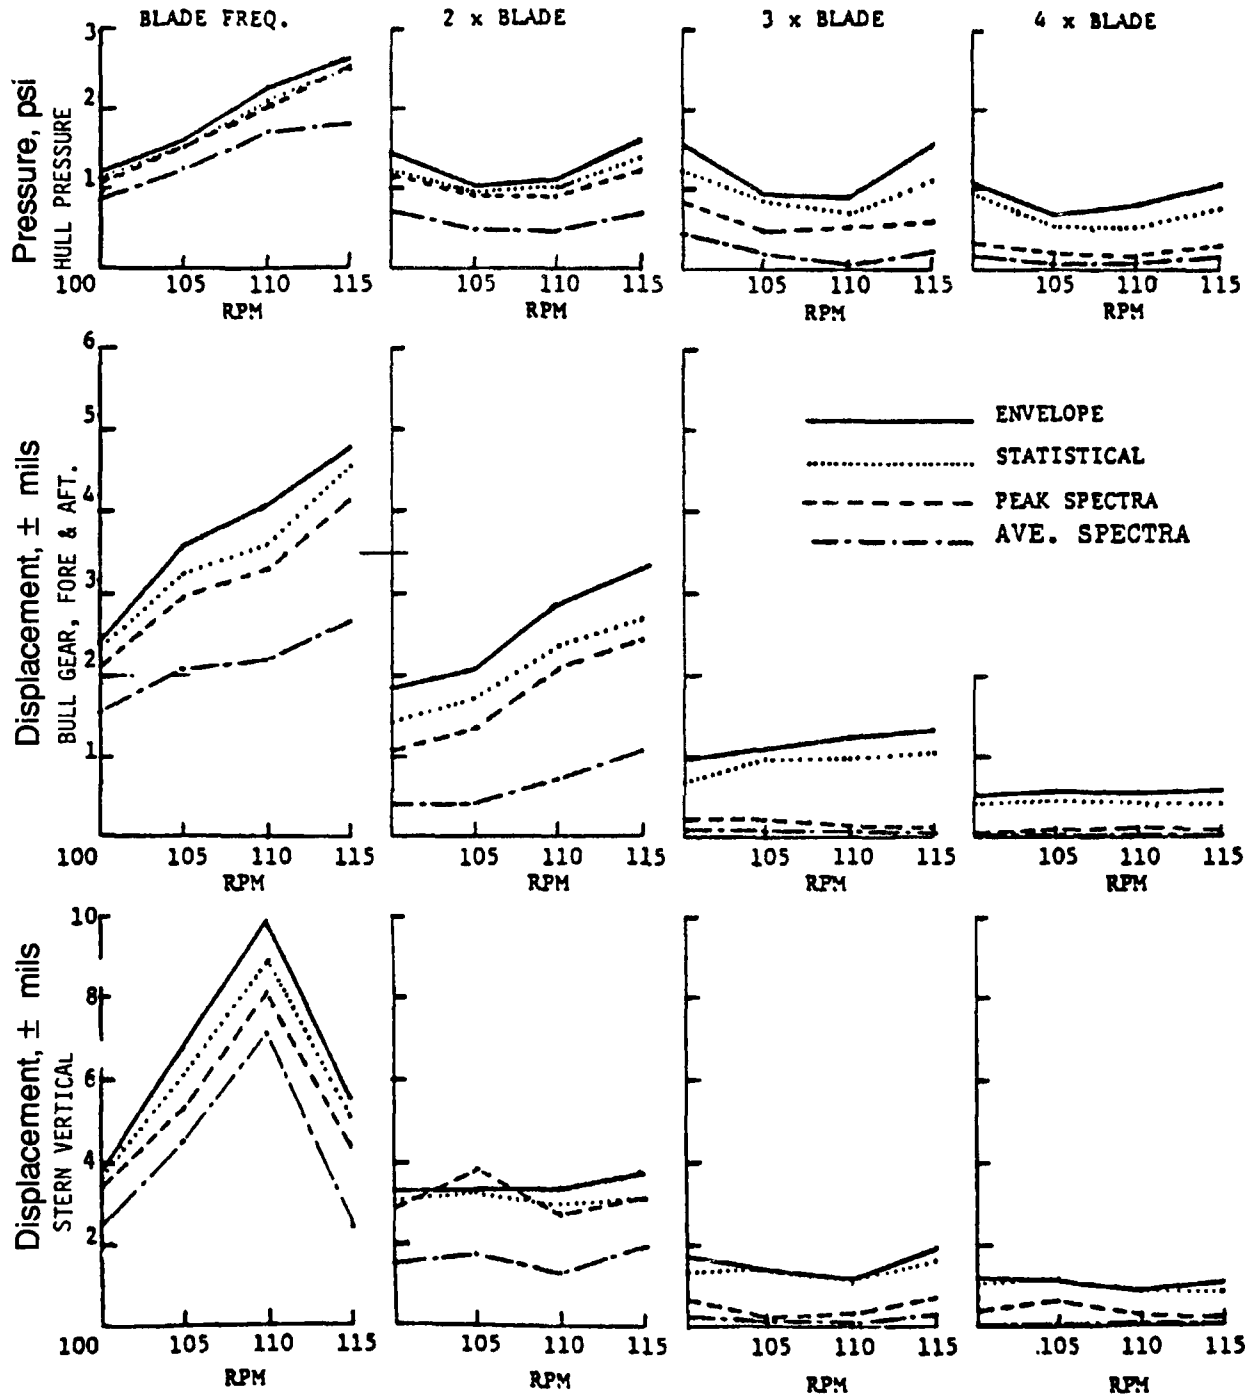 BLADE FREQ. 2 x BLADE 3 x BLADE 4 x BLADE
Pressure, psi
HULL PRESSURE
3
2
1
100 105 110 115 105 110 115 105 110 115 105 110 115
RPM RPM RPM RPM
Displacement, ± mils
BULL GEAR, FORE & AFT.
6
5
4
3
2
1
ENVELOPE
STATISTICAL
PEAK SPECTRA
AVE. SPECTRA
100 105 110 115 105 110 115 105 110 115 105 110 115
RPM RPM RPM RPM
Displacement, ± mils
STERN VERTICAL
10
8
6
4
2
100 105 110 115 105 110 115 105 110 115 105 110 115
RPM RPM RPM RPM